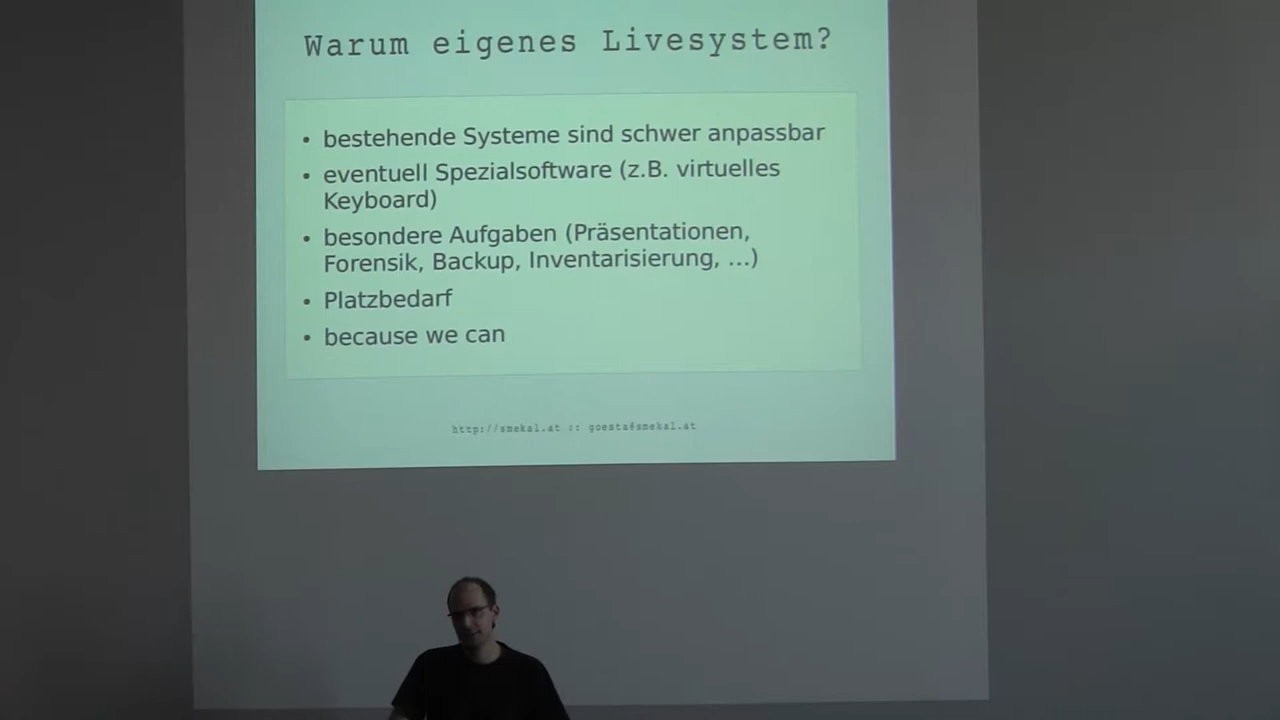 Warum eigenes Livesystem?
• bestehende Systeme sind schwer anpassbar
• eventuell Spezialsoftware (z.B. virtuelles
Keyboard)
• besondere Aufgaben (Präsentationen,
Forensik, Backup, Inventarisierung, ...)
• Platzbedarf
• because we can
http://smekal.at :: goesta@smekal.at